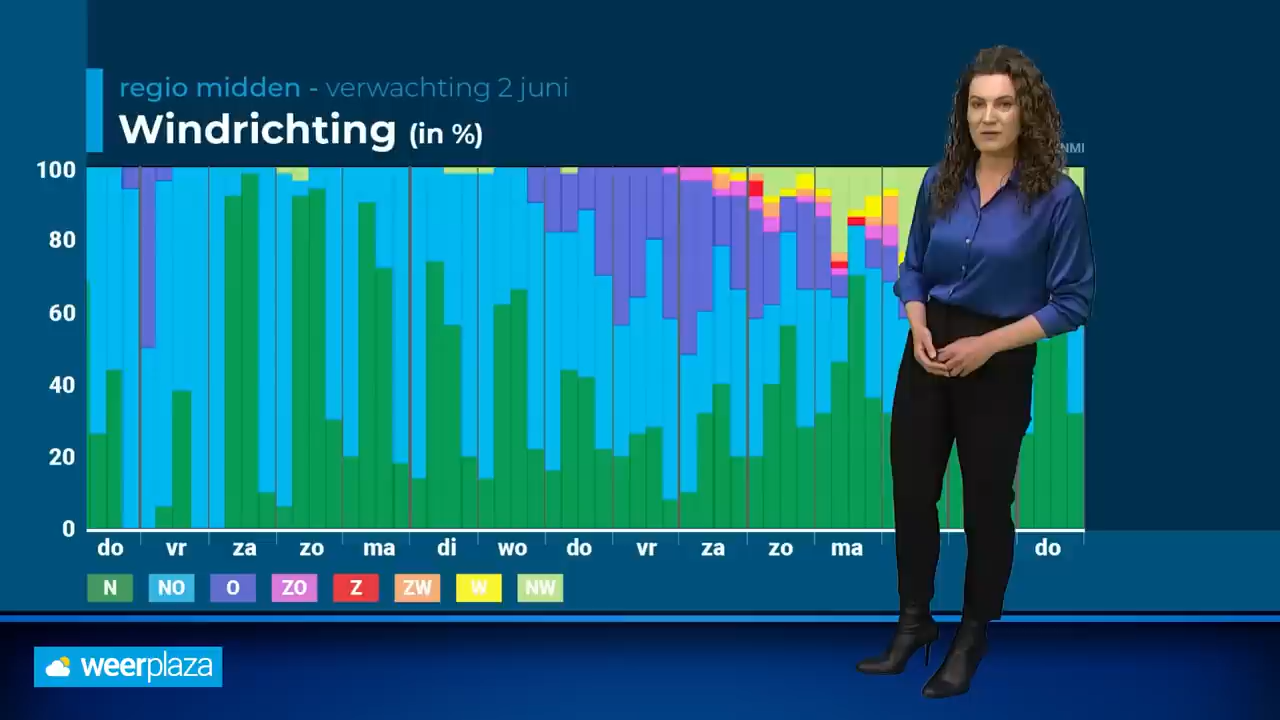 regio midden - verwachting 2 juni
Windrichting (in %)
NMI
100
80
60
40
20
0
do vr za zo ma di wo do vr za zo ma do
N NO O ZO Z ZW W NW
weerplaza